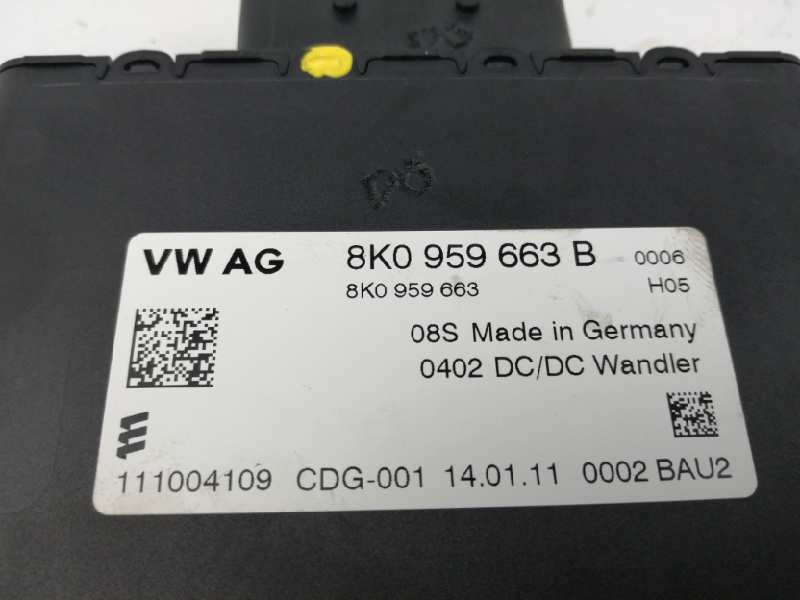 VW AG 8K0 959 663 B 0006
8K0 959 663 H05
08S Made in Germany
0402 DC/DC Wandler
111004109 CDG-001 14.01.11 0002 BAU2